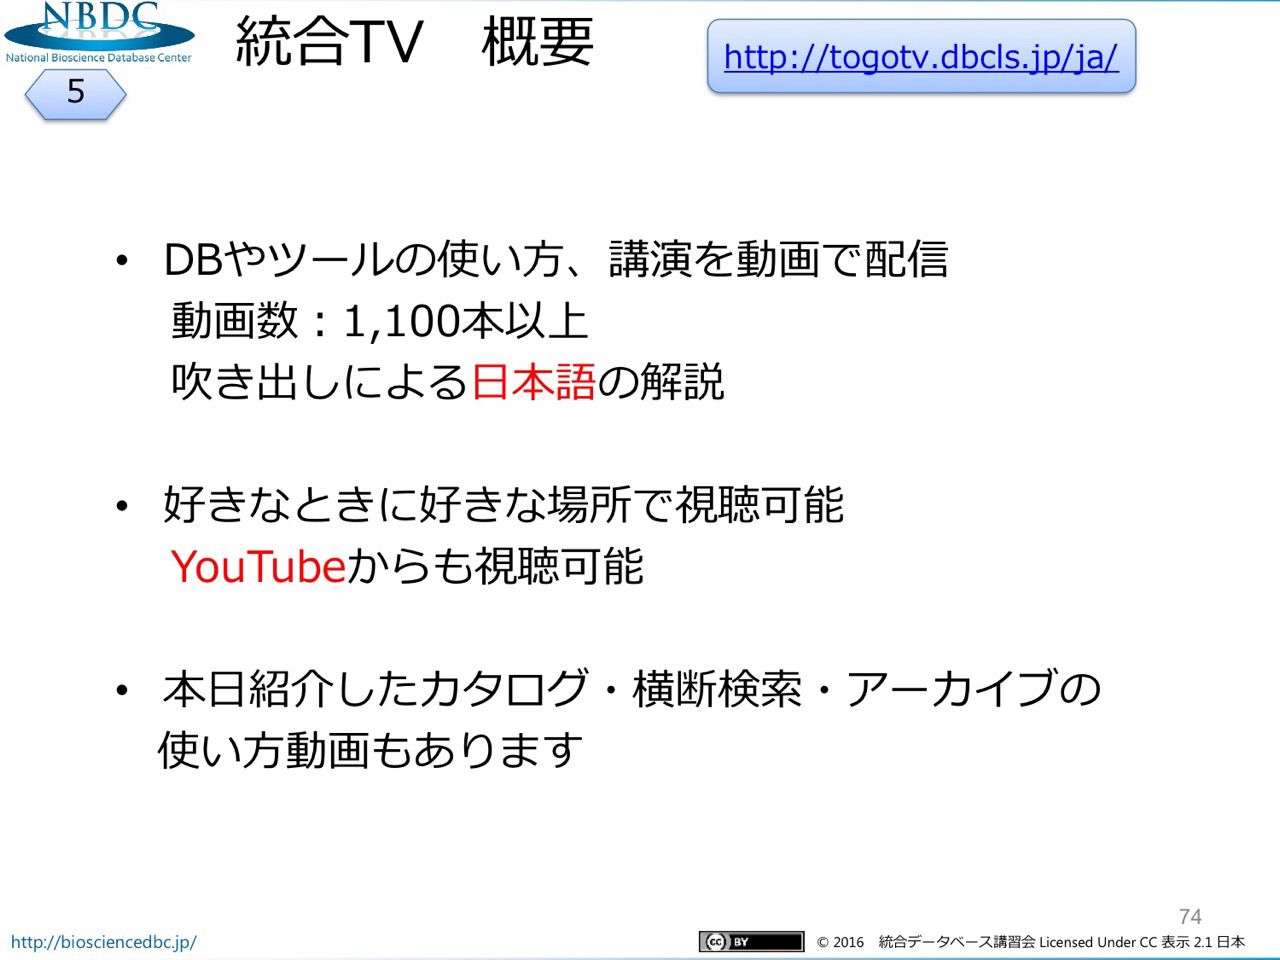 NBDC
National Bioscience Database Center
統合TV　概要
http://togotv.dbcls.jp/ja/
5
• DBやツールの使い方、講演を動画で配信
動画数：1,100本以上
吹き出しによる日本語の解説
• 好きなときに好きな場所で視聴可能
YouTubeからも視聴可能
• 本日紹介したカタログ・横断検索・アーカイブの
使い方動画もあります
74
http://biosciencedbc.jp/
cc BY
© 2016　統合データベース講習会 Licensed Under CC 表示 2.1 日本